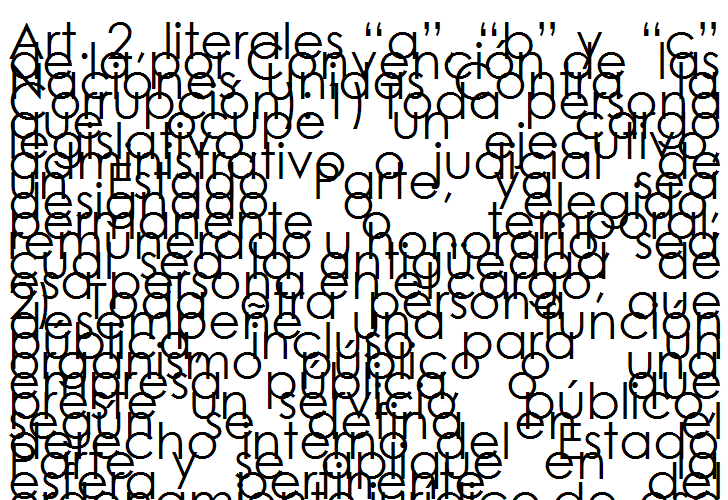 Art. 2, literales “a”, “b” y “c”
de la por Convención de las
Naciones Unidas Contra la
Corrupción): 1) Toda persona
que ocupe un cargo
legislativo, ejecutivo,
administrativo o judicial de
un Estado Parte, ya sea
designado o elegido,
permanente o temporal,
remunerado u honorario, sea
cual sea la antigüedad de
esa persona en el cargo,
2) Toda otra persona que
desempeñe una función
pública, incluso para un
organismo público o una
empresa pública, o que
preste un servicio público,
según se defina en el
derecho interno del Estado
Parte y se aplique en la
esfera pertinente del
ordenamiento jurídico de ese